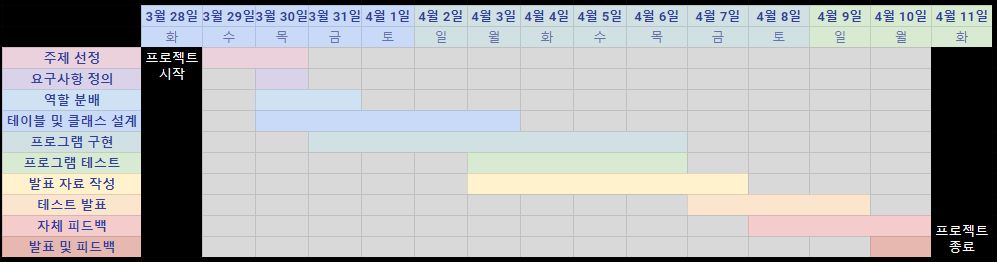 3월 28일 3월 29일 3월 30일 3월 31일 4월 1일 4월 2일 4월 3일 4월 4일 4월 5일 4월 6일 4월 7일 4월 8일 4월 9일 4월 10일 4월 11일
화 수 목 금 토 일 월 화 수 목 금 토 일 월 화
주제 선정
프로젝트
시작
요구사항 정의
역할 분배
테이블 및 클래스 설계
프로그램 구현
프로그램 테스트
발표 자료 작성
테스트 발표
자체 피드백
발표 및 피드백
프로젝트
종료